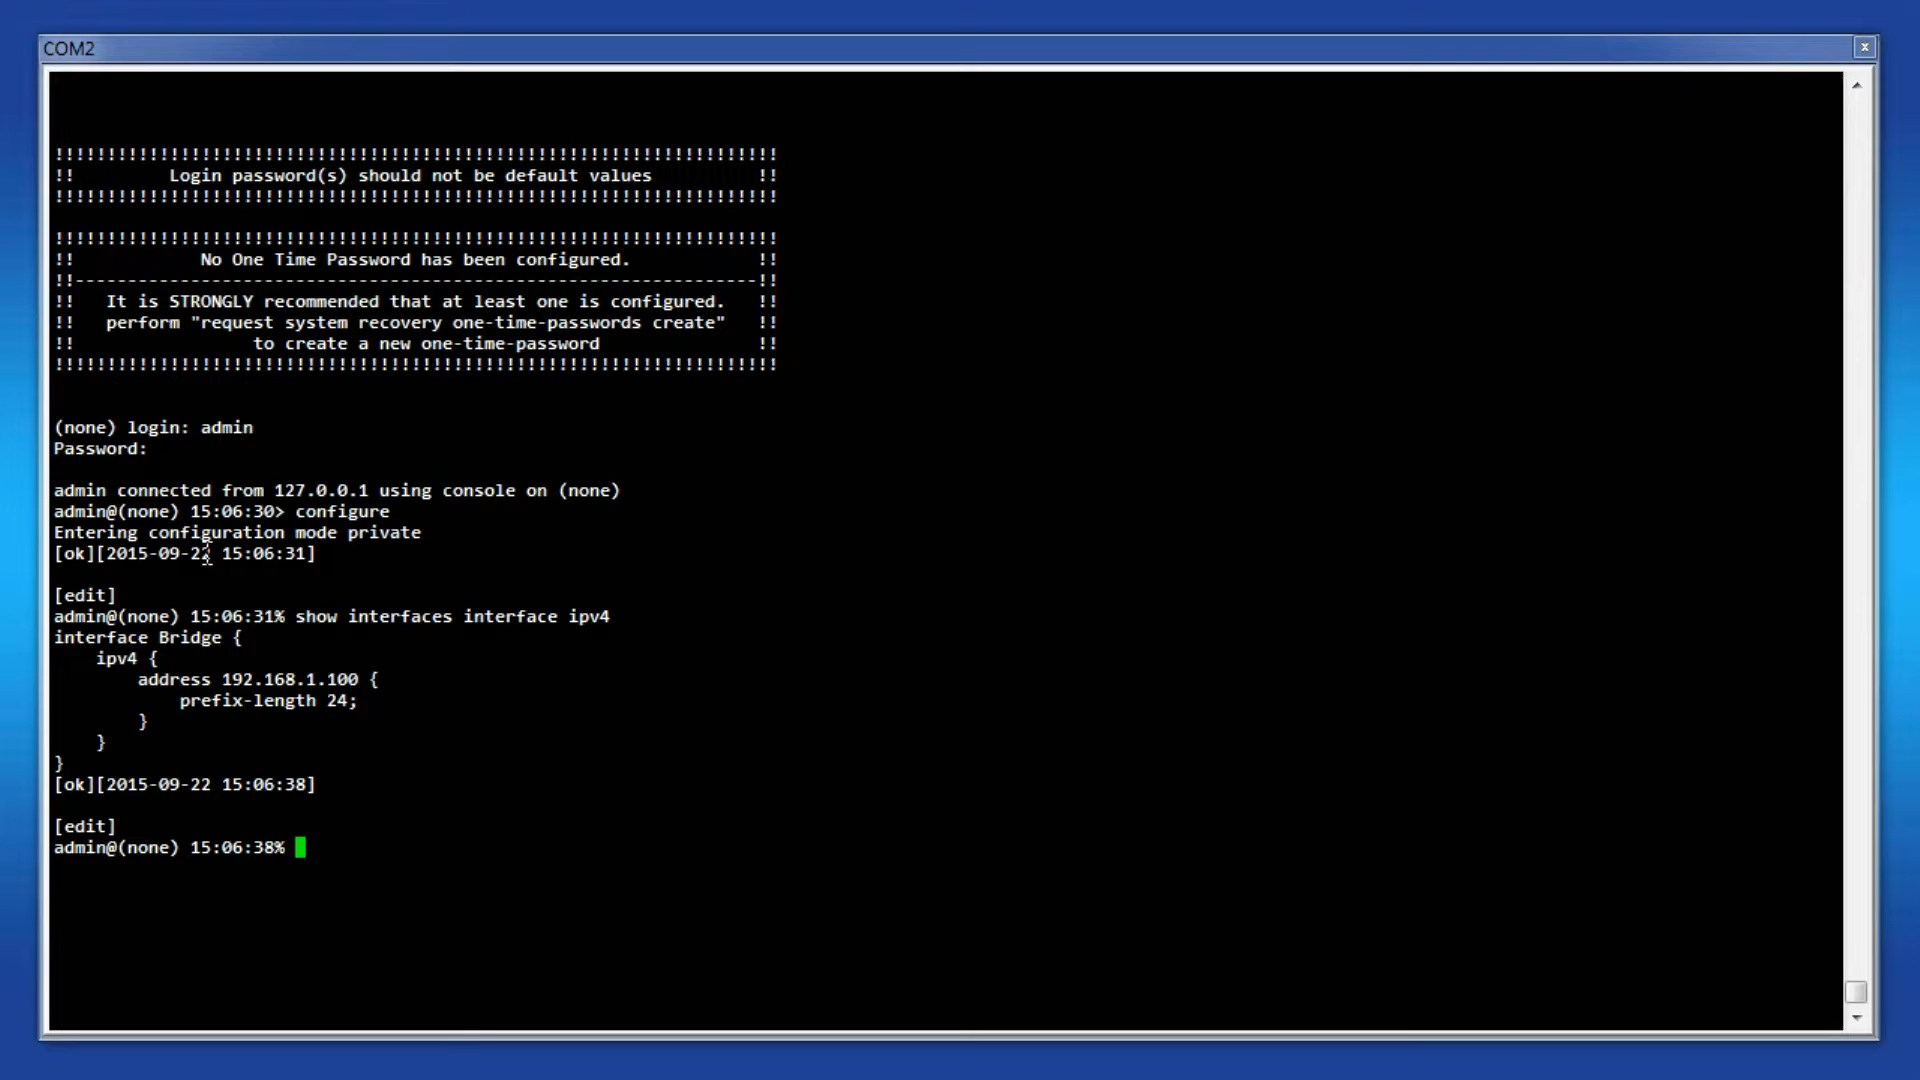 COM2
!!!!!!!!!!!!!!!!!!!!!!!!!!!!!!!!!!!!!!!!!!!!!!!!!!!!!!!!!!!!!!!!!!!!!
!!         Login password(s) should not be default values          !!
!!!!!!!!!!!!!!!!!!!!!!!!!!!!!!!!!!!!!!!!!!!!!!!!!!!!!!!!!!!!!!!!!!!!!
!!!!!!!!!!!!!!!!!!!!!!!!!!!!!!!!!!!!!!!!!!!!!!!!!!!!!!!!!!!!!!!!!!!!!
!!            No One Time Password has been configured.            !!
!!-----------------------------------------------------------------!!
!!   It is STRONGLY recommended that at least one is configured.   !!
!!   perform "request system recovery one-time-passwords create"   !!
!!                 to create a new one-time-password               !!
!!!!!!!!!!!!!!!!!!!!!!!!!!!!!!!!!!!!!!!!!!!!!!!!!!!!!!!!!!!!!!!!!!!!!
(none) login: admin
Password:
admin connected from 127.0.0.1 using console on (none)
admin@(none) 15:06:30> configure
Entering configuration mode private
[ok][2015-09-22 15:06:31]
[edit]
admin@(none) 15:06:31% show interfaces interface ipv4
interface Bridge {
    ipv4 {
        address 192.168.1.100 {
            prefix-length 24;
        }
    }
}
[ok][2015-09-22 15:06:38]
[edit]
admin@(none) 15:06:38%